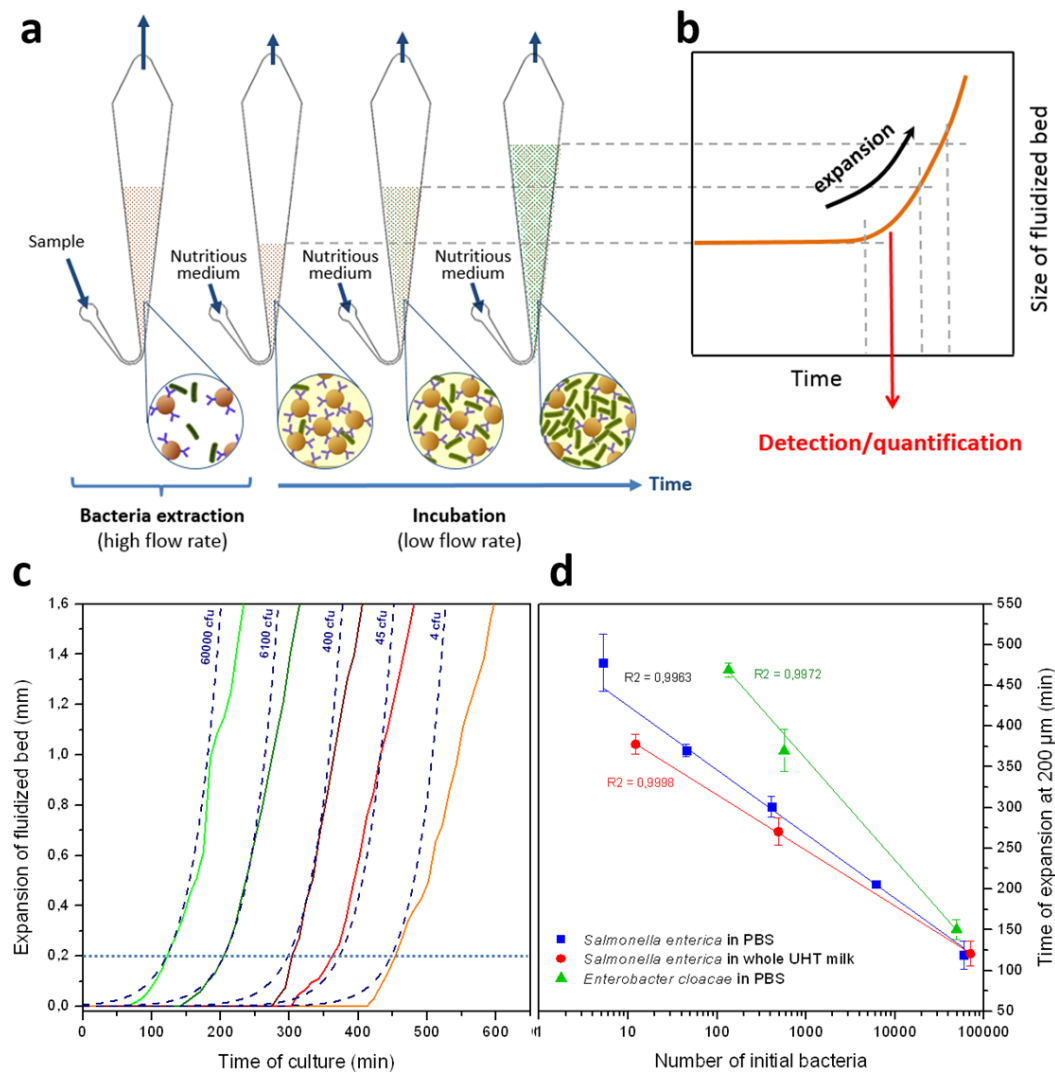 a
b
Sample
Nutritious
medium
Nutritious
medium
Nutritious
medium
Bacteria extraction
(high flow rate)
Incubation
(low flow rate)
Time
expansion
Size of fluidized bed
Time
Detection/quantification
c
Expansion of fluidized bed (mm)
1,6
1,4
1,2
1,0
0,8
0,6
0,4
0,2
0,0
60000 cfu
6100 cfu
400 cfu
45 cfu
4 cfu
0
100
200
300
400
500
600
Time of culture (min)
d
R2 = 0,9963
R2 = 0,9972
R2 = 0,9998
Salmonella enterica in PBS
Salmonella enterica in whole UHT milk
Enterobacter cloacae in PBS
550
500
450
400
350
300
250
200
150
100
50
Time of expansion at 200 µm (min)
10
100
1000
10000
100000
Number of initial bacteria